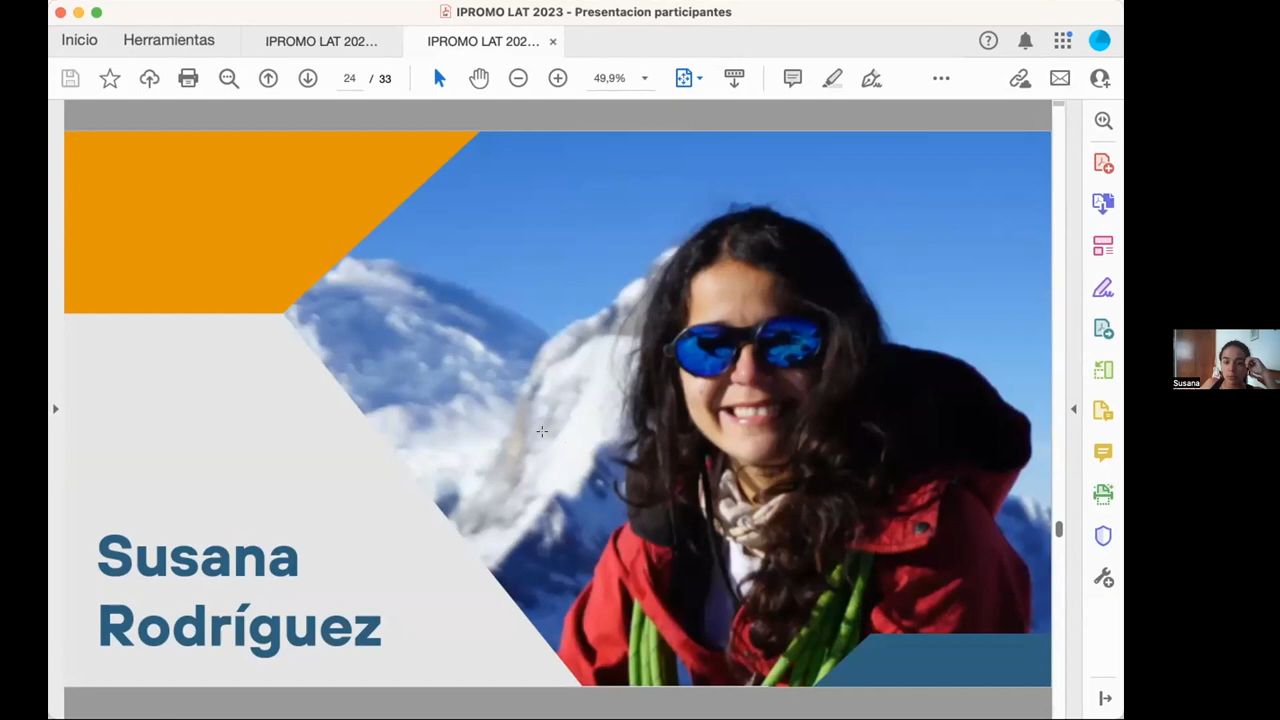 IPROMO LAT 2023 - Presentacion participantes
Inicio
Herramientas
IPROMO LAT 202...
IPROMO LAT 202...
24 / 33
49,9%
Susana
Susana
Rodríguez